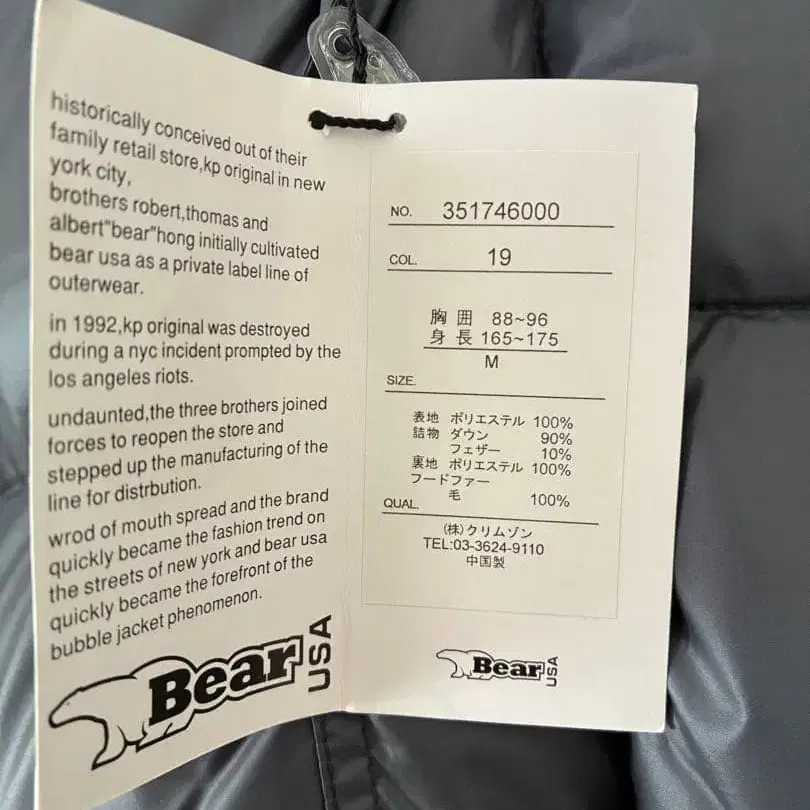 historically conceived out of their
family retail store,kp original in new
york city,
brothers robert,thomas and
albert"bear"hong initially cultivated
bear usa as a private label line of
outerwear.
in 1992,kp original was destroyed
during a nyc incident prompted by the
los angeles riots.
undaunted,the three brothers joined
forces to reopen the store and
stepped up the manufacturing of the
line for distrbution.
wrod of mouth spread and the brand
quickly became the fashion trend on
the streets of new york and bear usa
quickly became the forefront of the
bubble jacket phenomenon.
Bear USA
NO. 351746000
COL. 19
胸囲 88~96
身長 165~175
M
SIZE.
表地 ポリエステル 100%
詰物 ダウン 90%
フェザー 10%
裏地 ポリエステル 100%
フードファー
毛 100%
QUAL.
(株)クリムゾン
TEL:03-3624-9110
中国製
Bear USA